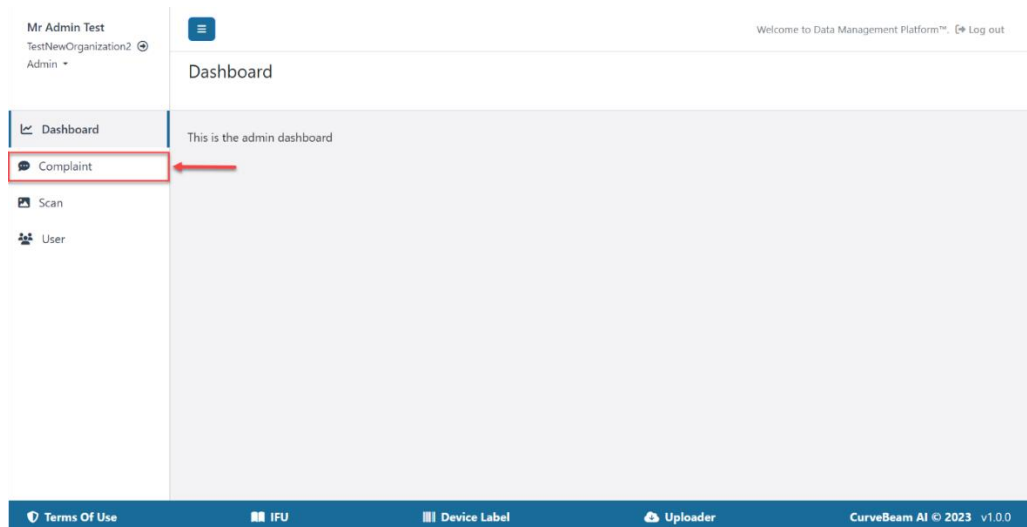 Mr Admin Test
TestNewOrganization2
Admin
Welcome to Data Management Platform™. Log out
Dashboard
Dashboard
Complaint
Scan
User
This is the admin dashboard
Terms Of Use
IFU
Device Label
Uploader
CurveBeam AI © 2023 v1.0.0